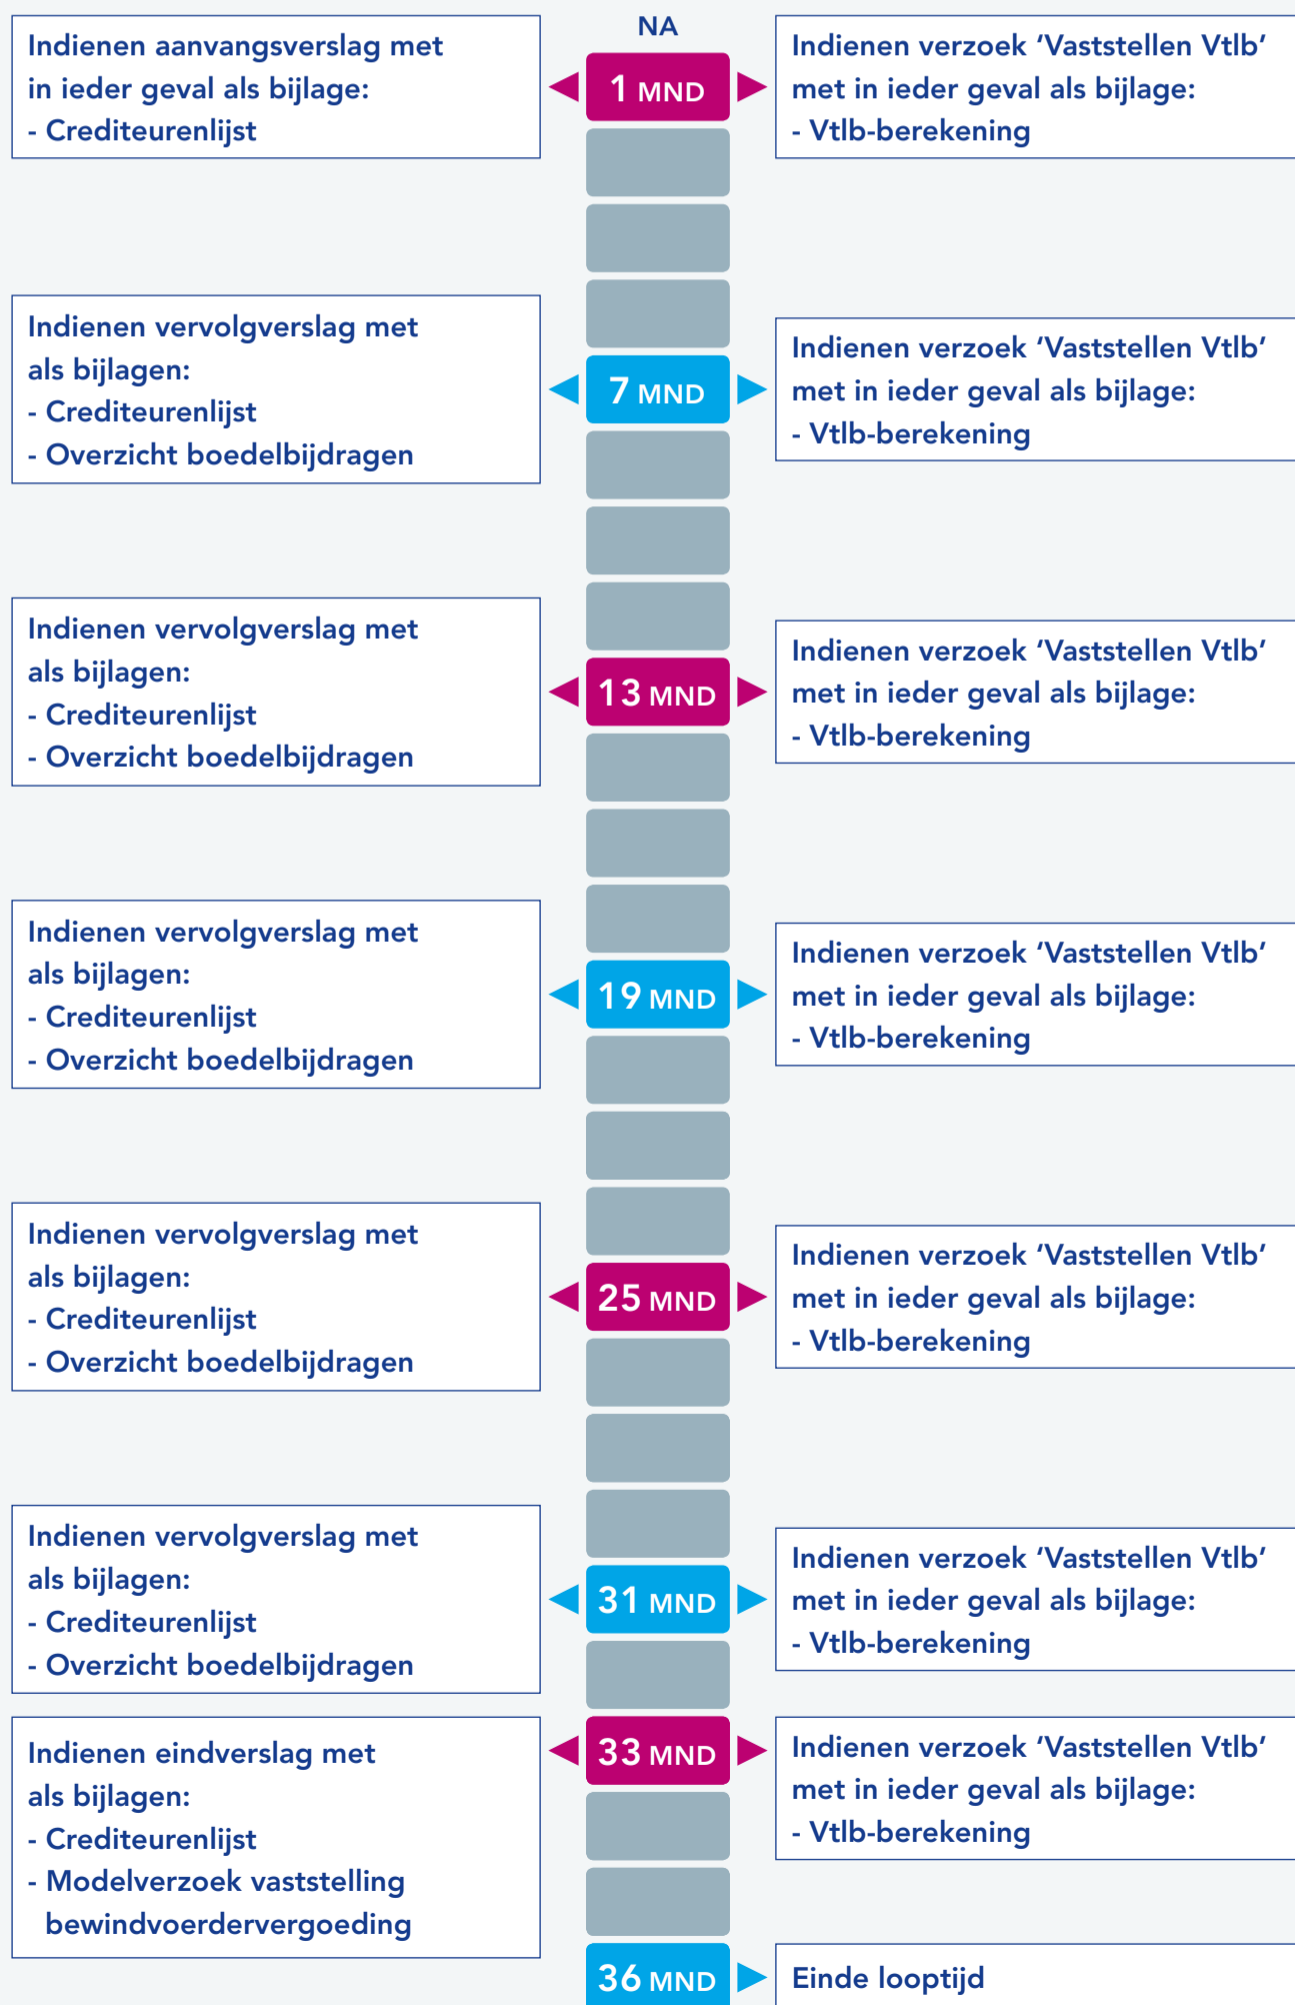 NA
Indienen aanvangsverslag met
in ieder geval als bijlage:
- Crediteurenlijst
1 MND
Indienen verzoek ‘Vaststellen Vtlb’
met in ieder geval als bijlage:
- Vtlb-berekening
Indienen vervolgverslag met
als bijlagen:
- Crediteurenlijst
- Overzicht boedelbijdragen
7 MND
Indienen verzoek ‘Vaststellen Vtlb’
met in ieder geval als bijlage:
- Vtlb-berekening
Indienen vervolgverslag met
als bijlagen:
- Crediteurenlijst
- Overzicht boedelbijdragen
13 MND
Indienen verzoek ‘Vaststellen Vtlb’
met in ieder geval als bijlage:
- Vtlb-berekening
Indienen vervolgverslag met
als bijlagen:
- Crediteurenlijst
- Overzicht boedelbijdragen
19 MND
Indienen verzoek ‘Vaststellen Vtlb’
met in ieder geval als bijlage:
- Vtlb-berekening
Indienen vervolgverslag met
als bijlagen:
- Crediteurenlijst
- Overzicht boedelbijdragen
25 MND
Indienen verzoek ‘Vaststellen Vtlb’
met in ieder geval als bijlage:
- Vtlb-berekening
Indienen vervolgverslag met
als bijlagen:
- Crediteurenlijst
- Overzicht boedelbijdragen
31 MND
Indienen verzoek ‘Vaststellen Vtlb’
met in ieder geval als bijlage:
- Vtlb-berekening
Indienen eindverslag met
als bijlagen:
- Crediteurenlijst
- Modelverzoek vaststelling
bewindvoerdervergoeding
33 MND
Indienen verzoek ‘Vaststellen Vtlb’
met in ieder geval als bijlage:
- Vtlb-berekening
36 MND
Einde looptijd